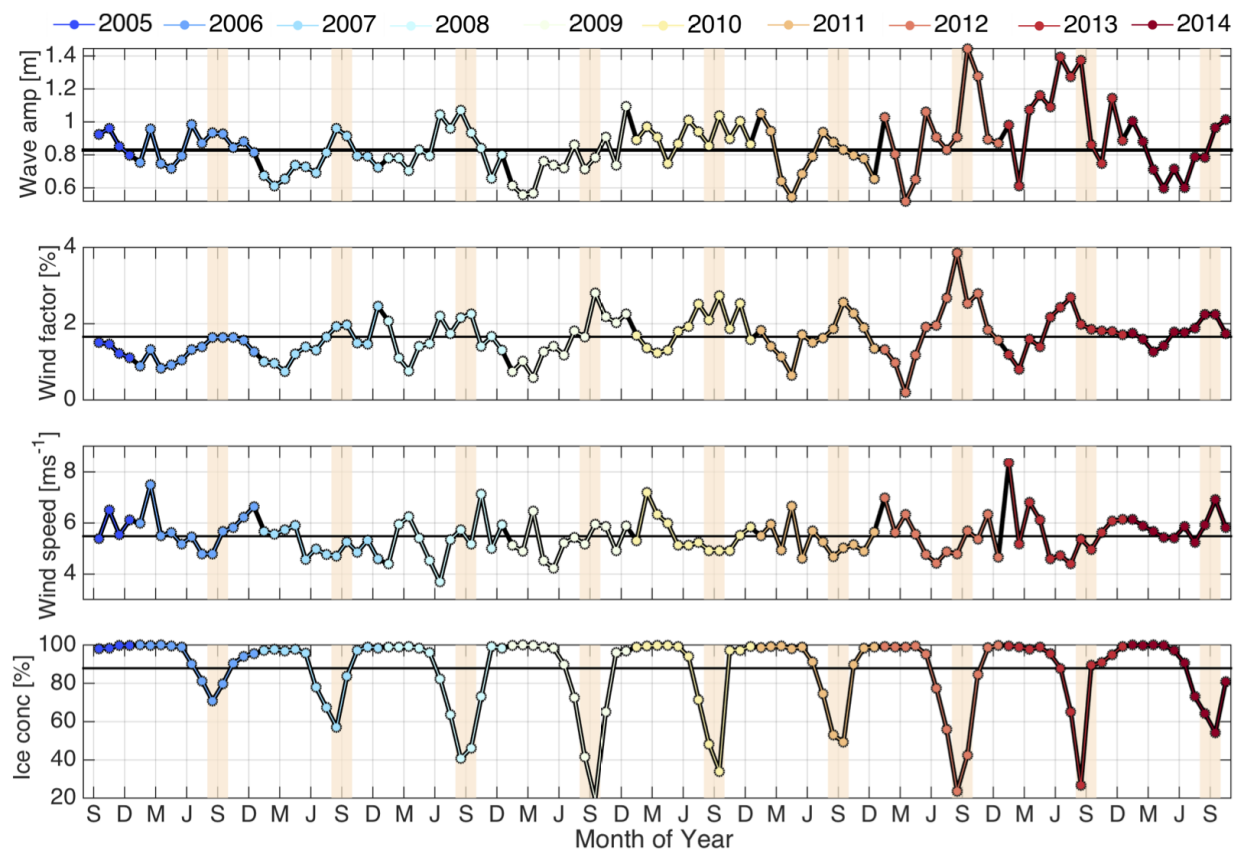 2005 2006 2007 2008 2009 2010 2011 2012 2013 2014
Wave amp [m]
1.4
1.2
1
0.8
0.6
Wind factor [%]
4
2
0
Wind speed [ms-1]
8
6
4
Ice conc [%]
100
80
60
40
20
S D M J S D M J S D M J S D M J S D M J S D M J S D M J S D M J S D M J S
Month of Year